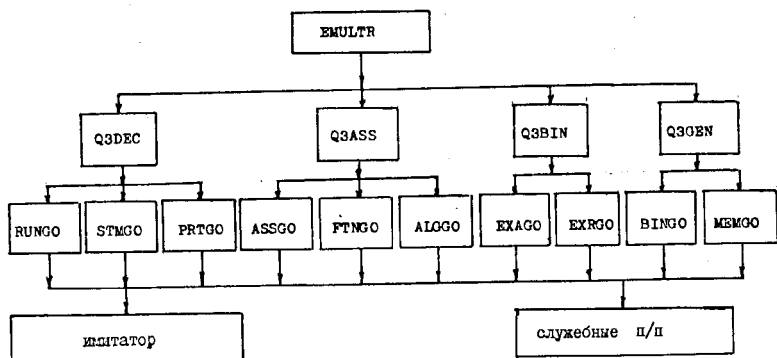 EMULTR
Q3DEC Q3ASS Q3BIN Q3GEN
RUNGO STMGO PRTGO ASSGO FTNGO ALGGO EXAGO EXRGO BINGO MEMGO
имитатор служебные п/п